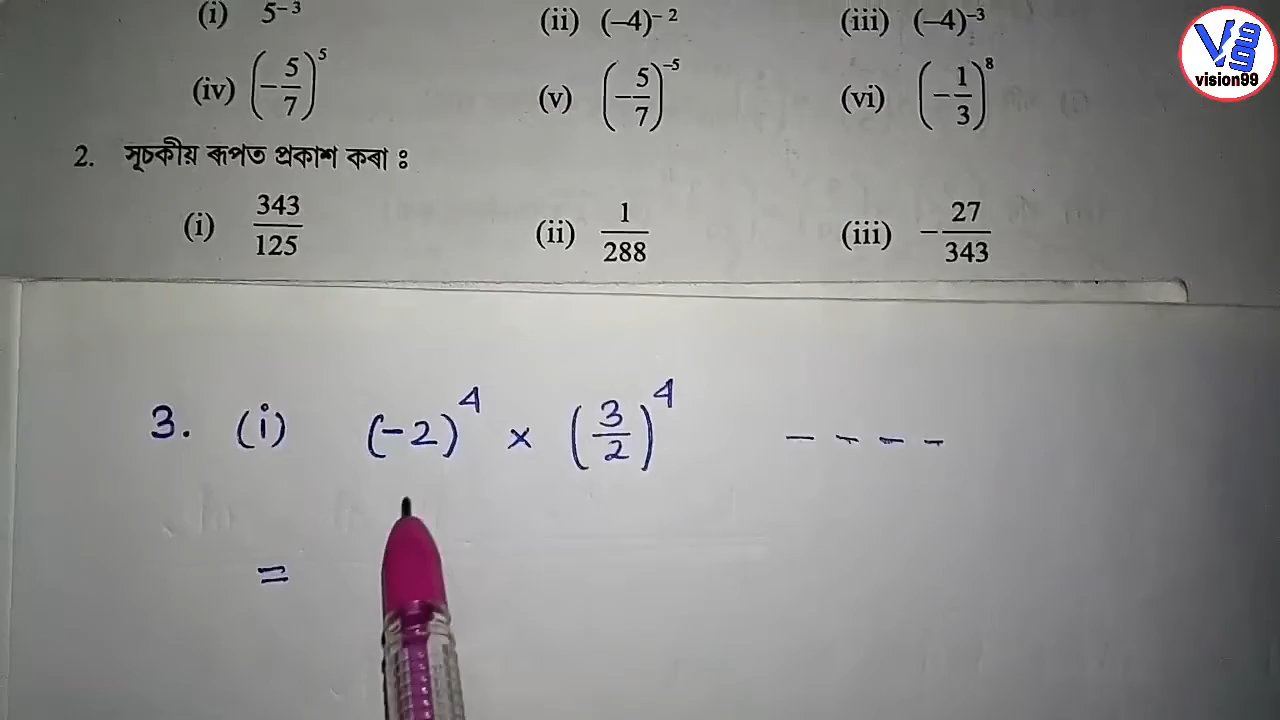 (i) 5⁻³ (ii) (–4)⁻² (iii) (–4)⁻³
(iv) (–5/7)⁵ (v) (–5/7)⁻⁵ (vi) (–1/3)⁸
2. সূচকীয় ৰূপত প্ৰকাশ কৰা ঃ
(i) 343/125 (ii) 1/288 (iii) –27/343
3. (i) (-2)⁴ × (3/2)⁴ - - - -
=
vision99